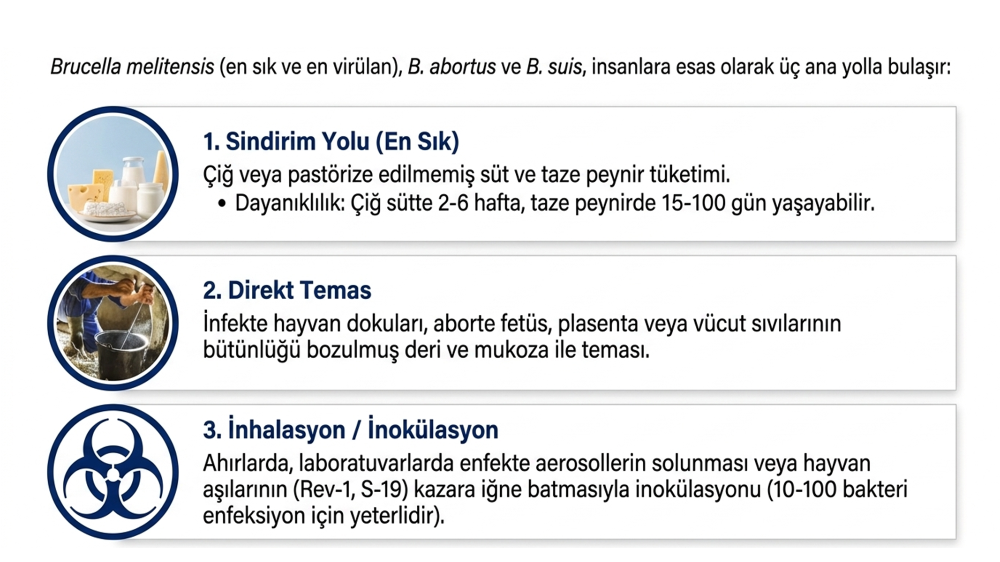 Brucella melitensis (en sık ve en virülan), B. abortus ve B. suis, insanlara esas olarak üç ana yolla bulaşır:
1. Sindirim Yolu (En Sık)
Çiğ veya pastörize edilmemiş süt ve taze peynir tüketimi.
• Dayanıklılık: Çiğ sütte 2-6 hafta, taze peynirde 15-100 gün yaşayabilir.
2. Direkt Temas
İnfekte hayvan dokuları, aborte fetüs, plasenta veya vücut sıvılarının
bütünlüğü bozulmuş deri ve mukoza ile teması.
3. İnhalasyon / İnokülasyon
Ahırlarda, laboratuvarlarda enfekte aerosollerin solunması veya hayvan
aşılarının (Rev-1, S-19) kazara iğne batmasıyla inokülasyonu (10-100 bakteri
enfeksiyon için yeterlidir).